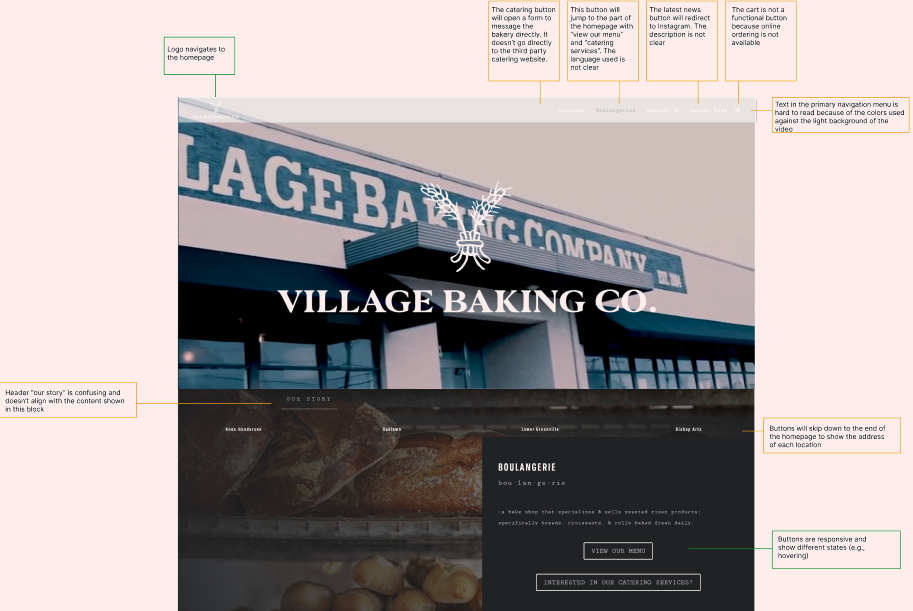 The catering button
will open a form to
message the
bakery directly. It
doesn't go directly
to the third party
catering website.
This button will
jump to the part of
the homepage with
"view our menu"
and "catering
services". The
language used is
not clear
The latest news
button will redirect
to Instagram. The
description is not
clear
The cart is not a
functional button
because online
ordering is not
available
Logo navigates to
the homepage
Catering Boulangeries Contact Us Latest News
Text in the primary navigation menu is
hard to read because of the colors used
against the light background of the
video
LAGE BAKING COMPANY EST. 2004
VILLAGE BAKING CO.
Header "our story" is confusing and
doesn't align with the content shown
in this block
OUR STORY
Knox-Henderson Oaklawn Lower Greenville Bishop Arts
Buttons will skip down to the end of
the homepage to show the address
of each location
BOULANGERIE
bou·lan·ge·rie
:a bake shop that specializes & sells yeasted risen products;
specifically breads, croissants, & rolls baked fresh daily.
VIEW OUR MENU
INTERESTED IN OUR CATERING SERVICES?
Buttons are responsive and
show different states (e.g.,
hovering)